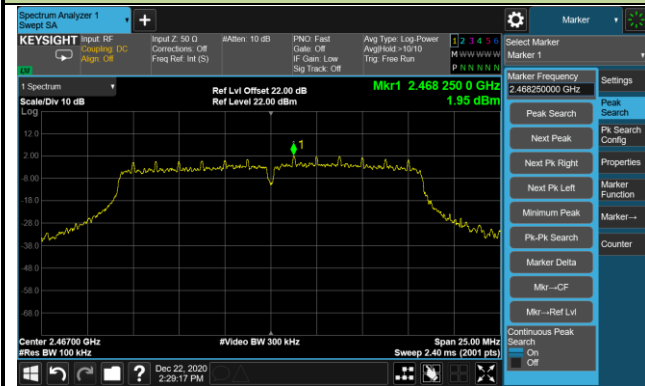 Spectrum Analyzer 1
Swept SA
+
Marker
KEYSIGHT
Input: RF
Coupling: DC
Align: Off
Input Z: 50 Ω
Corrections: Off
Freq Ref: Int (S)
#Atten: 10 dB
PNO: Fast
Gate: Off
IF Gain: Low
Sig Track: Off
Avg Type: Log-Power
Avg|Hold:>10/10
Trig: Free Run
1 2 3 4 5 6
M W W W W W
P N N N N N
LW
Select Marker
Marker 1
1 Spectrum
Scale/Div 10 dB
Log
Ref Lvl Offset 22.00 dB
Ref Level 22.00 dBm
Mkr1 2.468 250 0 GHz
1.95 dBm
12.0
2.00
-8.00
-18.0
-28.0
-38.0
-48.0
-58.0
-68.0
1
Center 2.46700 GHz
#Res BW 100 kHz
#Video BW 300 kHz
Span 25.00 MHz
Sweep 2.40 ms (2001 pts)
Marker Frequency
2.468250000 GHz
Peak Search
Next Peak
Next Pk Right
Next Pk Left
Minimum Peak
Pk-Pk Search
Marker Delta
Mkr→CF
Mkr→Ref Lvl
Continuous Peak
Search
On
Off
Settings
Peak
Search
Pk Search
Config
Properties
Marker
Function
Marker→
Counter
?
Dec 22, 2020
2:29:17 PM